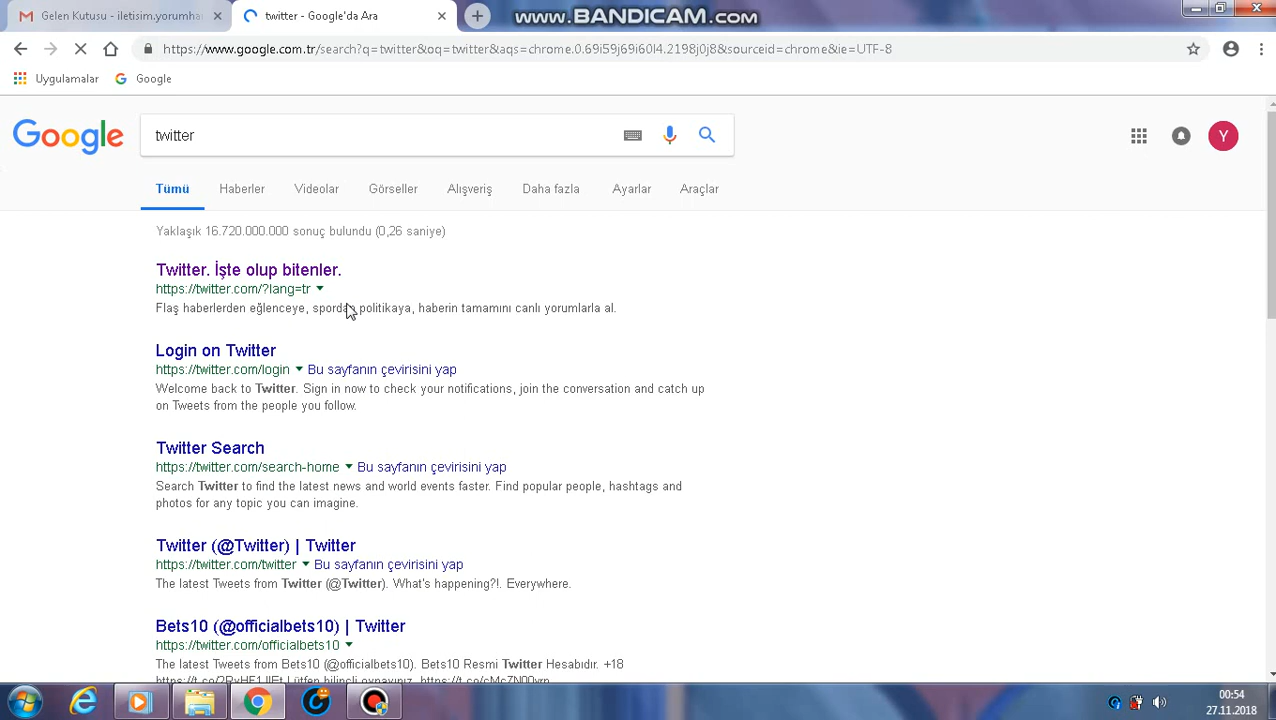 Gelen Kutusu - iletisim.yorumhan
twitter - Google'da Ara
www.BANDICAM.com
https://www.google.com.tr/search?q=twitter&oq=twitter&aqs=chrome.0.69i59j69i60l4.2198j0j8&sourceid=chrome&ie=UTF-8
Uygulamalar
Google
Google
twitter
Y
Tümü
Haberler
Videolar
Görseller
Alışveriş
Daha fazla
Ayarlar
Araçlar
Yaklaşık 16.720.000.000 sonuç bulundu (0,26 saniye)
Twitter. İşte olup bitenler.
https://twitter.com/?lang=tr
Flaş haberlerden eğlenceye, spordan politikaya, haberin tamamını canlı yorumlarla al.
Login on Twitter
https://twitter.com/login Bu sayfanın çevirisini yap
Welcome back to Twitter. Sign in now to check your notifications, join the conversation and catch up
on Tweets from the people you follow.
Twitter Search
https://twitter.com/search-home Bu sayfanın çevirisini yap
Search Twitter to find the latest news and world events faster. Find popular people, hashtags and
photos for any topic you can imagine.
Twitter (@Twitter) | Twitter
https://twitter.com/twitter Bu sayfanın çevirisini yap
The latest Tweets from Twitter (@Twitter). What's happening?!. Everywhere.
Bets10 (@officialbets10) | Twitter
https://twitter.com/officialbets10
The latest Tweets from Bets10 (@officialbets10). Bets10 Resmi Twitter Hesabıdır. +18
Lütfen bilinçli oynayınız.
00:54
27.11.2018